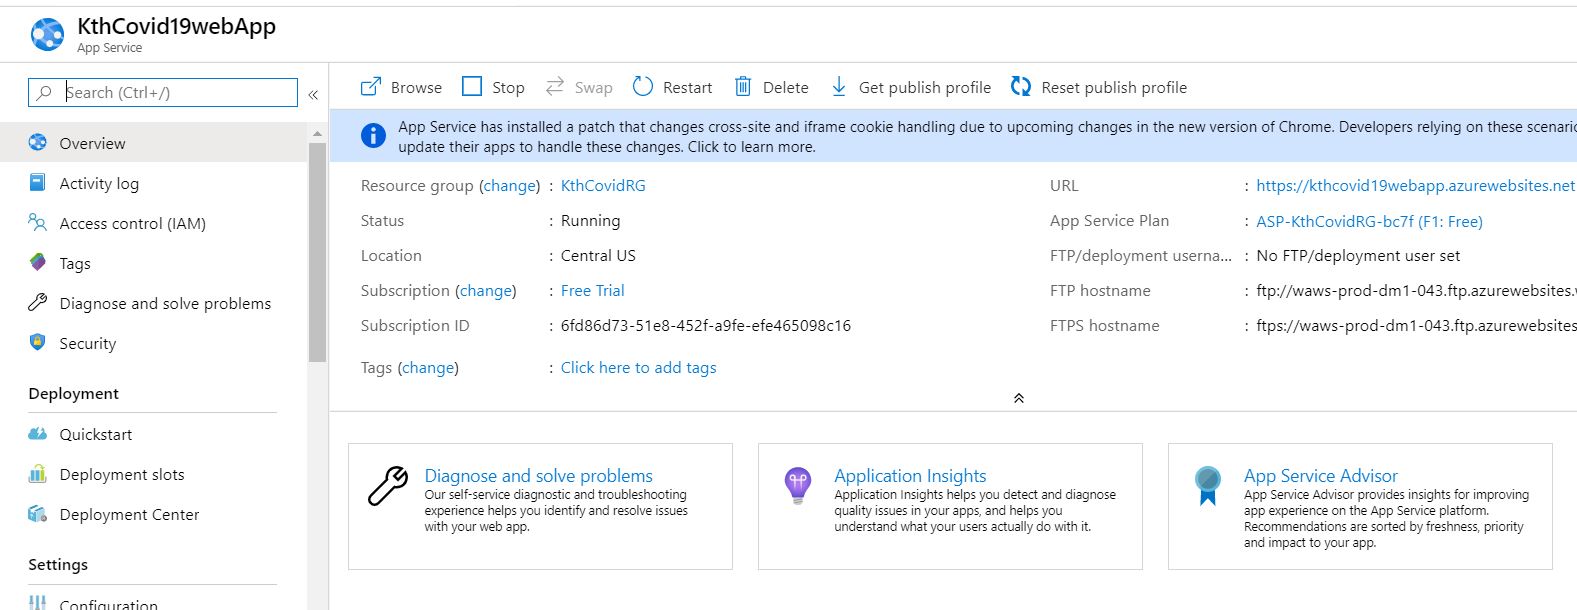 KthCovid19webApp
App Service
Search (Ctrl+/)
«
Overview
Activity log
Access control (IAM)
Tags
Diagnose and solve problems
Security
Deployment
Quickstart
Deployment slots
Deployment Center
Settings
Configuration
Browse Stop Swap Restart Delete Get publish profile Reset publish profile
App Service has installed a patch that changes cross-site and iframe cookie handling due to upcoming changes in the new version of Chrome. Developers relying on these scenario
update their apps to handle these changes. Click to learn more.
Resource group (change) : KthCovidRG
Status : Running
Location : Central US
Subscription (change) : Free Trial
Subscription ID : 6fd86d73-51e8-452f-a9fe-efe465098c16
Tags (change) : Click here to add tags
URL : https://kthcovid19webapp.azurewebsites.net
App Service Plan : ASP-KthCovidRG-bc7f (F1: Free)
FTP/deployment userna... : No FTP/deployment user set
FTP hostname : ftp://waws-prod-dm1-043.ftp.azurewebsites.w
FTPS hostname : ftps://waws-prod-dm1-043.ftp.azurewebsites
Diagnose and solve problems
Our self-service diagnostic and troubleshooting
experience helps you identify and resolve issues
with your web app.
Application Insights
Application Insights helps you detect and diagnose
quality issues in your apps, and helps you
understand what your users actually do with it.
App Service Advisor
App Service Advisor provides insights for improving
app experience on the App Service platform.
Recommendations are sorted by freshness, priority
and impact to your app.